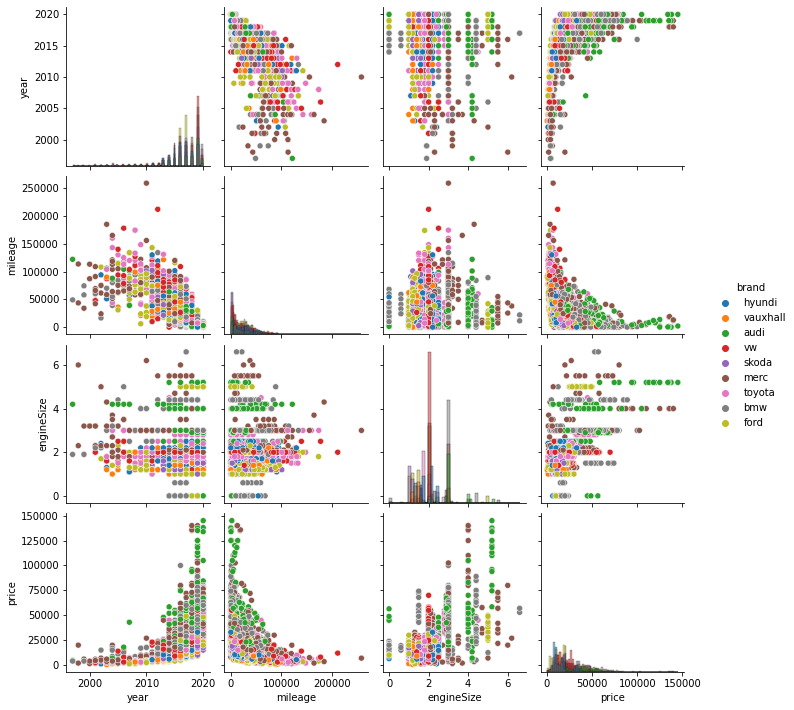 2020
2015
2010
2005
2000
year
250000
200000
150000
100000
50000
0
mileage
6
4
2
0
engineSize
150000
125000
100000
75000
50000
25000
0
price
2000
2010
2020
year
0
100000
200000
mileage
0
2
4
6
engineSize
0
50000
100000
150000
price
brand
hyundi
vauxhall
audi
vw
skoda
merc
toyota
bmw
ford